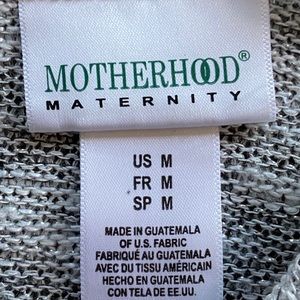 MOTHERHOOD®
MATERNITY
US M
FR M
SP M
MADE IN GUATEMALA
OF U.S. FABRIC
FABRIQUÉ AU GUATEMALA
AVEC DU TISSU AMÉRICAIN
HECHO EN GUATEMALA
CON TELA DE EE.UU.